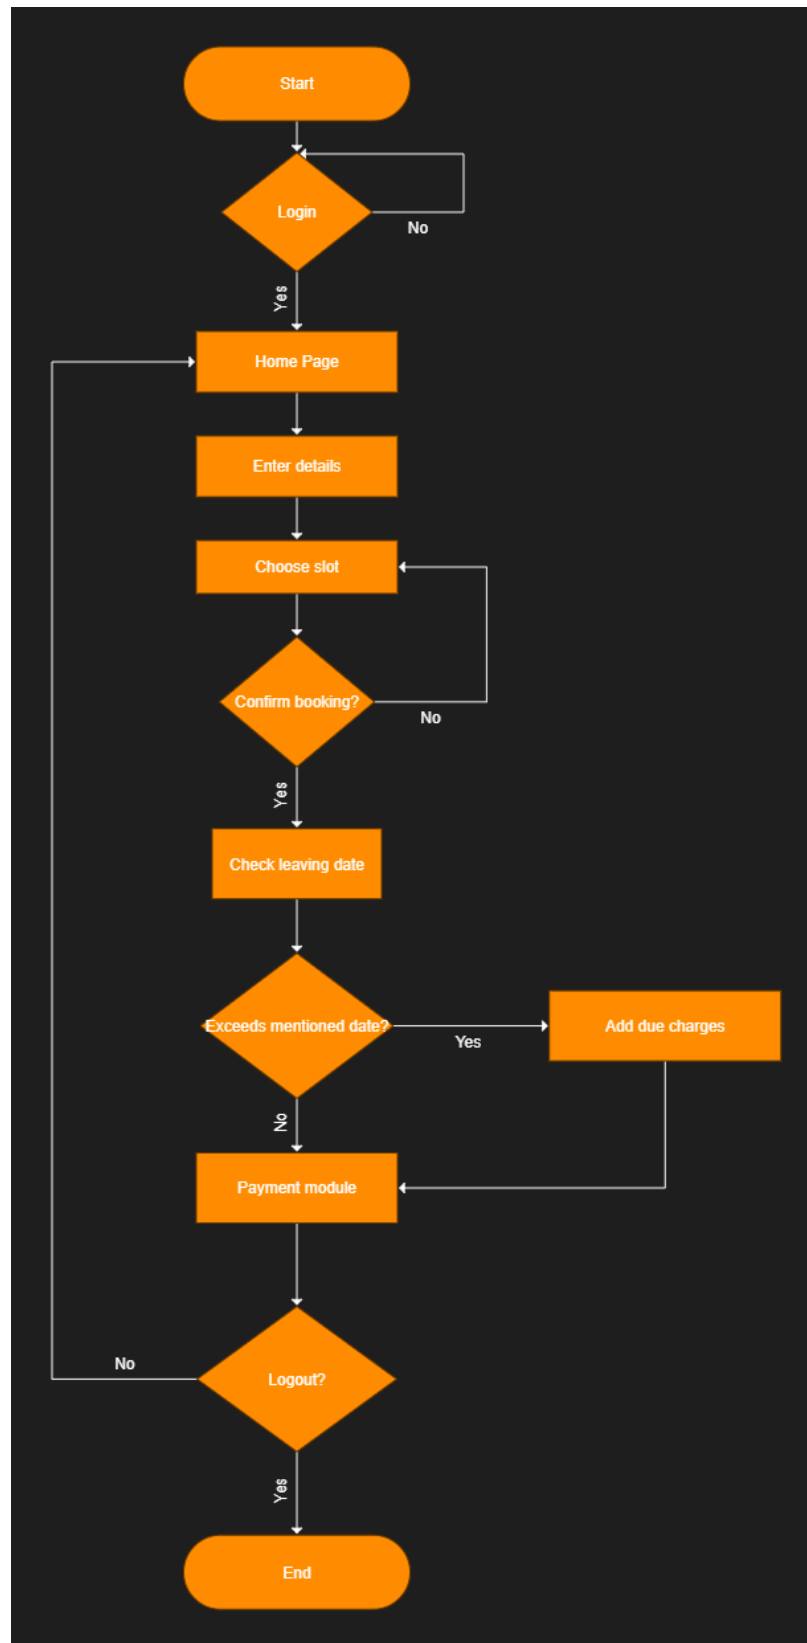 Start
Login
No
Yes
Home Page
Enter details
Choose slot
Confirm booking?
No
Yes
Check leaving date
Exceeds mentioned date?
Yes
Add due charges
No
Payment module
No
Logout?
Yes
End